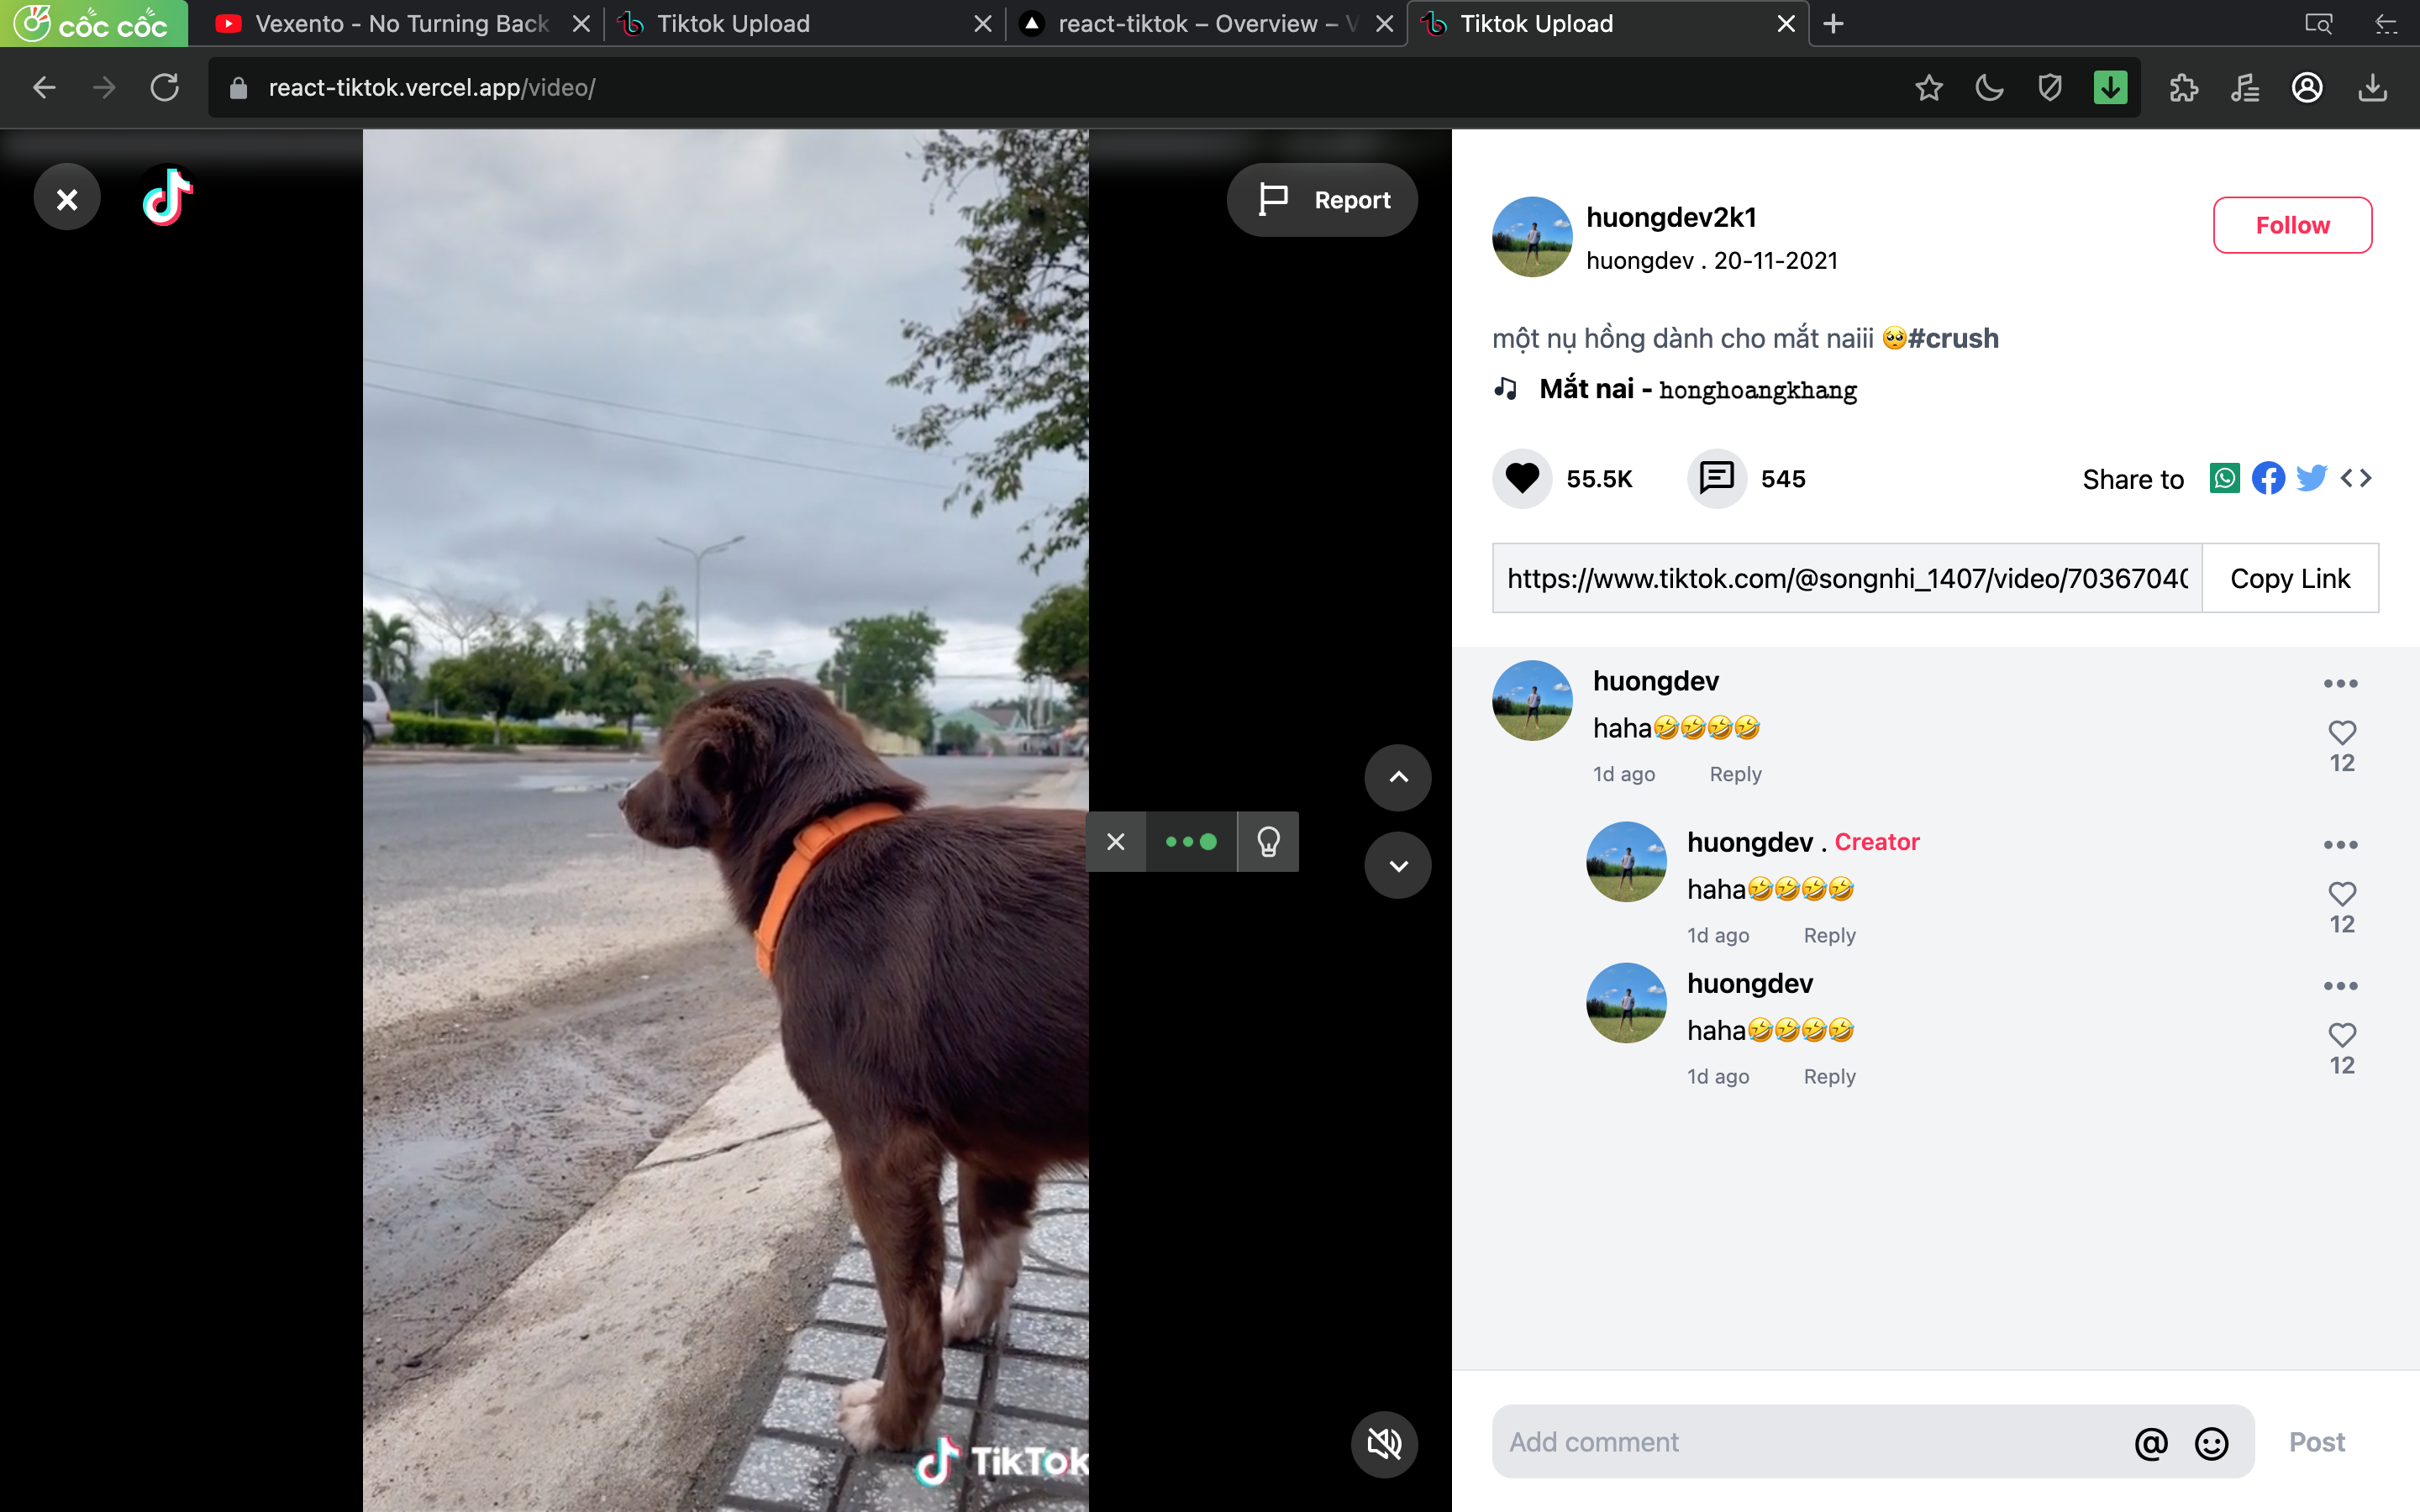 cốc cốc
Vexento - No Turning Back
Tiktok Upload
react-tiktok – Overview – V
Tiktok Upload
react-tiktok.vercel.app/video/
Report
TikTok
huongdev2k1
huongdev . 20-11-2021
Follow
một nụ hồng dành cho mắt naiii 🥺#crush
Mắt nai - 𝚑𝚘𝚗𝚐𝚑𝚘𝚊𝚗𝚐𝚔𝚑𝚊𝚗𝚐
55.5K
545
Share to
https://www.tiktok.com/@songnhi_1407/video/7036704(
Copy Link
huongdev
haha🤣🤣🤣🤣
1d ago Reply
12
huongdev . Creator
haha🤣🤣🤣🤣
1d ago Reply
12
huongdev
haha🤣🤣🤣🤣
1d ago Reply
12
Add comment
@
Post